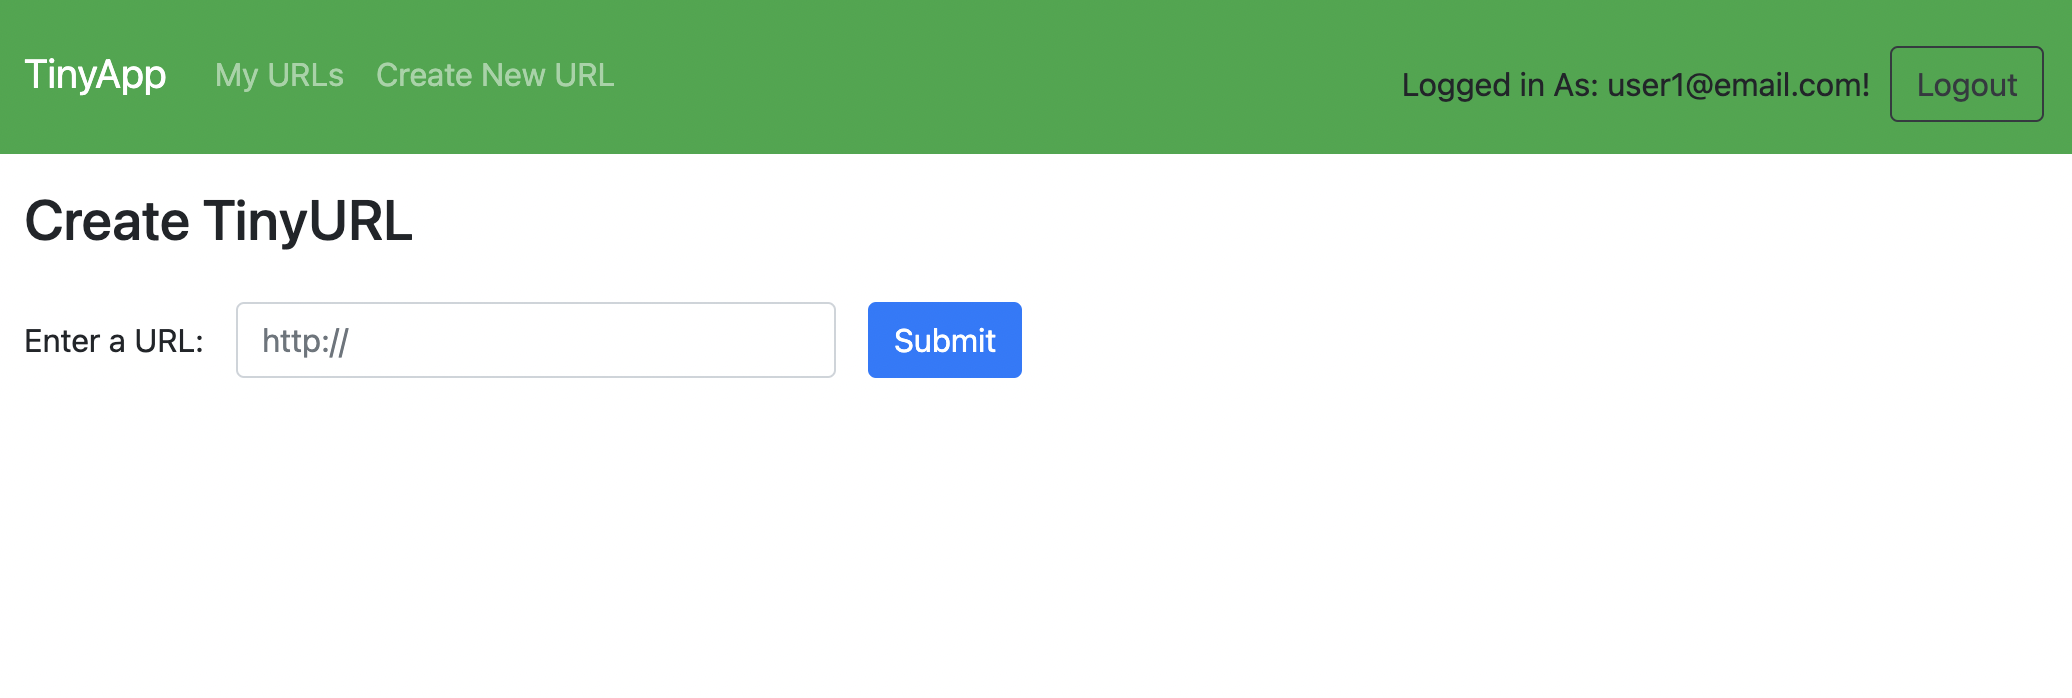 TinyApp My URLs Create New URL Logged in As: user1@email.com! Logout
Create TinyURL
Enter a URL: http:// Submit